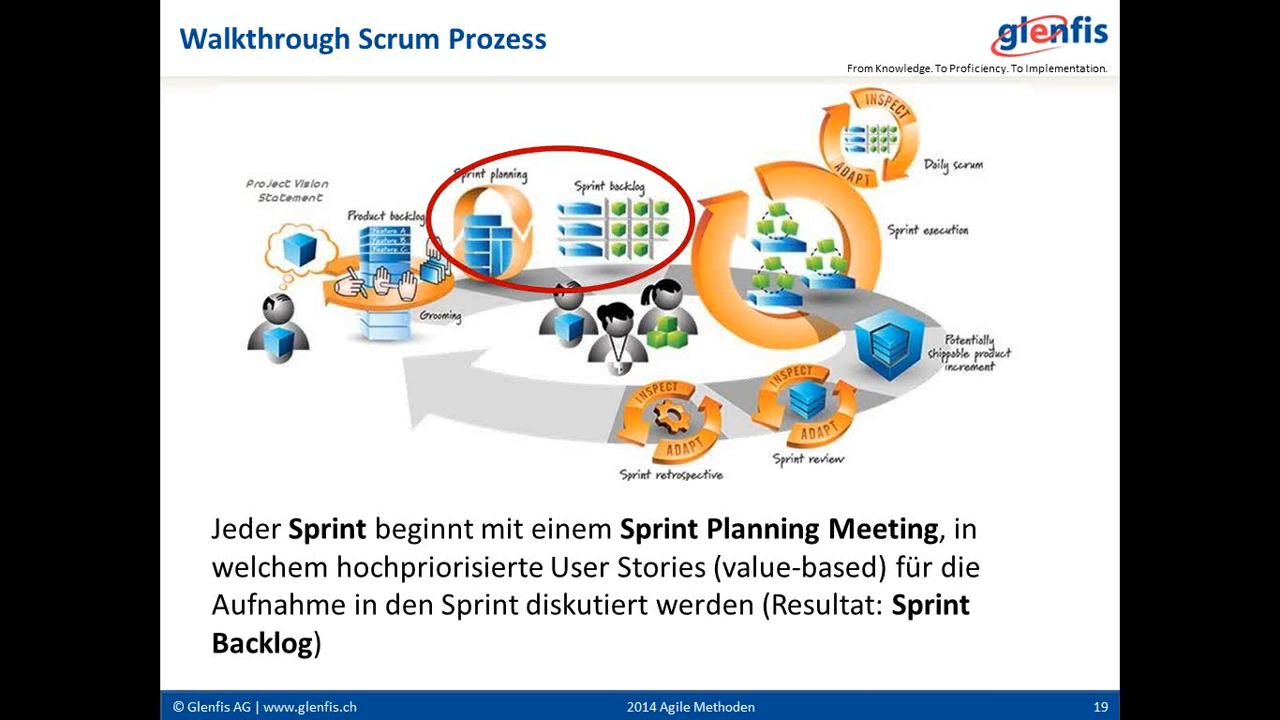 Walkthrough Scrum Prozess
glenfis
From Knowledge. To Proficiency. To Implementation.
INSPECT
ADAPT
Daily scrum
Sprint planning
Sprint backlog
Project Vision
Statement
Product backlog
Feature A
Feature B
Feature C
Sprint execution
Grooming
Potentially
shippable product
increment
INSPECT
ADAPT
Sprint review
INSPECT
ADAPT
Sprint retrospective
Jeder Sprint beginnt mit einem Sprint Planning Meeting, in
welchem hochpriorisierte User Stories (value-based) für die
Aufnahme in den Sprint diskutiert werden (Resultat: Sprint
Backlog)
© Glenfis AG | www.glenfis.ch
2014 Agile Methoden
19